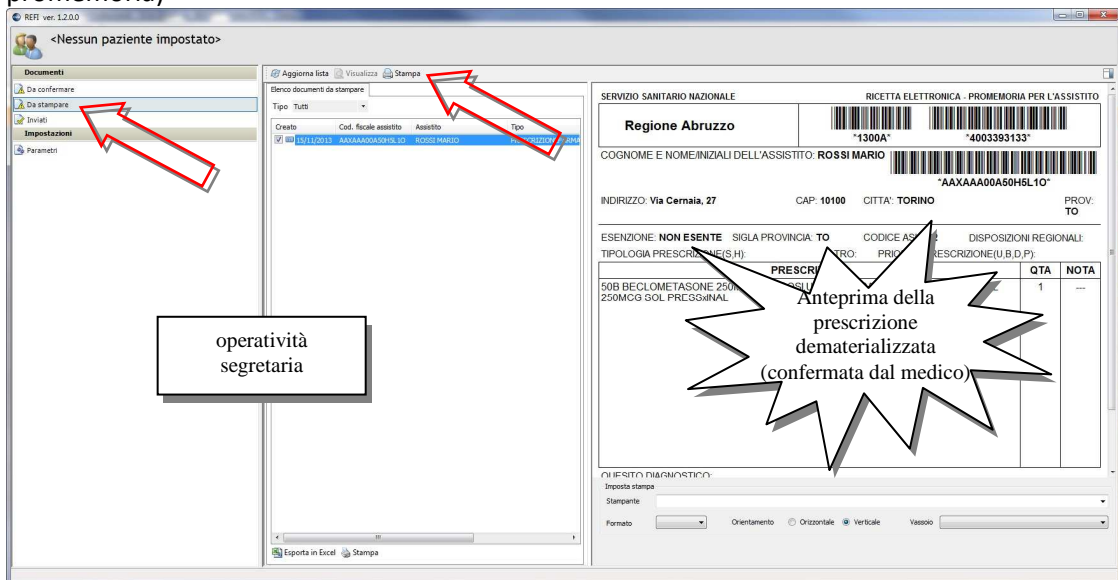 promemoria)
REFI ver. 1.2.0.0
<Nessun paziente impostato>
Documenti
Da confermare
Da stampare
Inviati
Impostazioni
Parametri
Aggiorna lista Visualizza Stampa
Elenco documenti da stampare
Tipo Tutti
Creato Cod. fiscale assistito Assistito Tipo
15/11/2013 AAXAAA00A50H5L1O ROSSI MARIO
Esporta in Excel Stampa
operatività
segretaria
SERVIZIO SANITARIO NAZIONALE RICETTA ELETTRONICA - PROMEMORIA PER L'ASSISTITO
Regione Abruzzo
*1300A* *4003393133*
COGNOME E NOME/INIZIALI DELL'ASSISTITO: ROSSI MARIO
*AAXAAA00A50H5L1O*
INDIRIZZO: Via Cernaia, 27 CAP: 10100 CITTA': TORINO PROV:
TO
ESENZIONE: NON ESENTE SIGLA PROVINCIA: TO CODICE DISPOSIZIONI REGIONALI:
TIPOLOGIA PRESCRIZIONE(S,H): PRESCRIZIONE(U,B,D,P):
QTA NOTA
50B BECLOMETASONE 1 ---
250MCG SOL PRESSxINAL
Anteprima della
prescrizione
dematerializzata
(confermata dal medico)
QUESITO DIAGNOSTICO:
Imposta stampa
Stampante
Formato Orientamento Orizzontale Verticale Vassoio